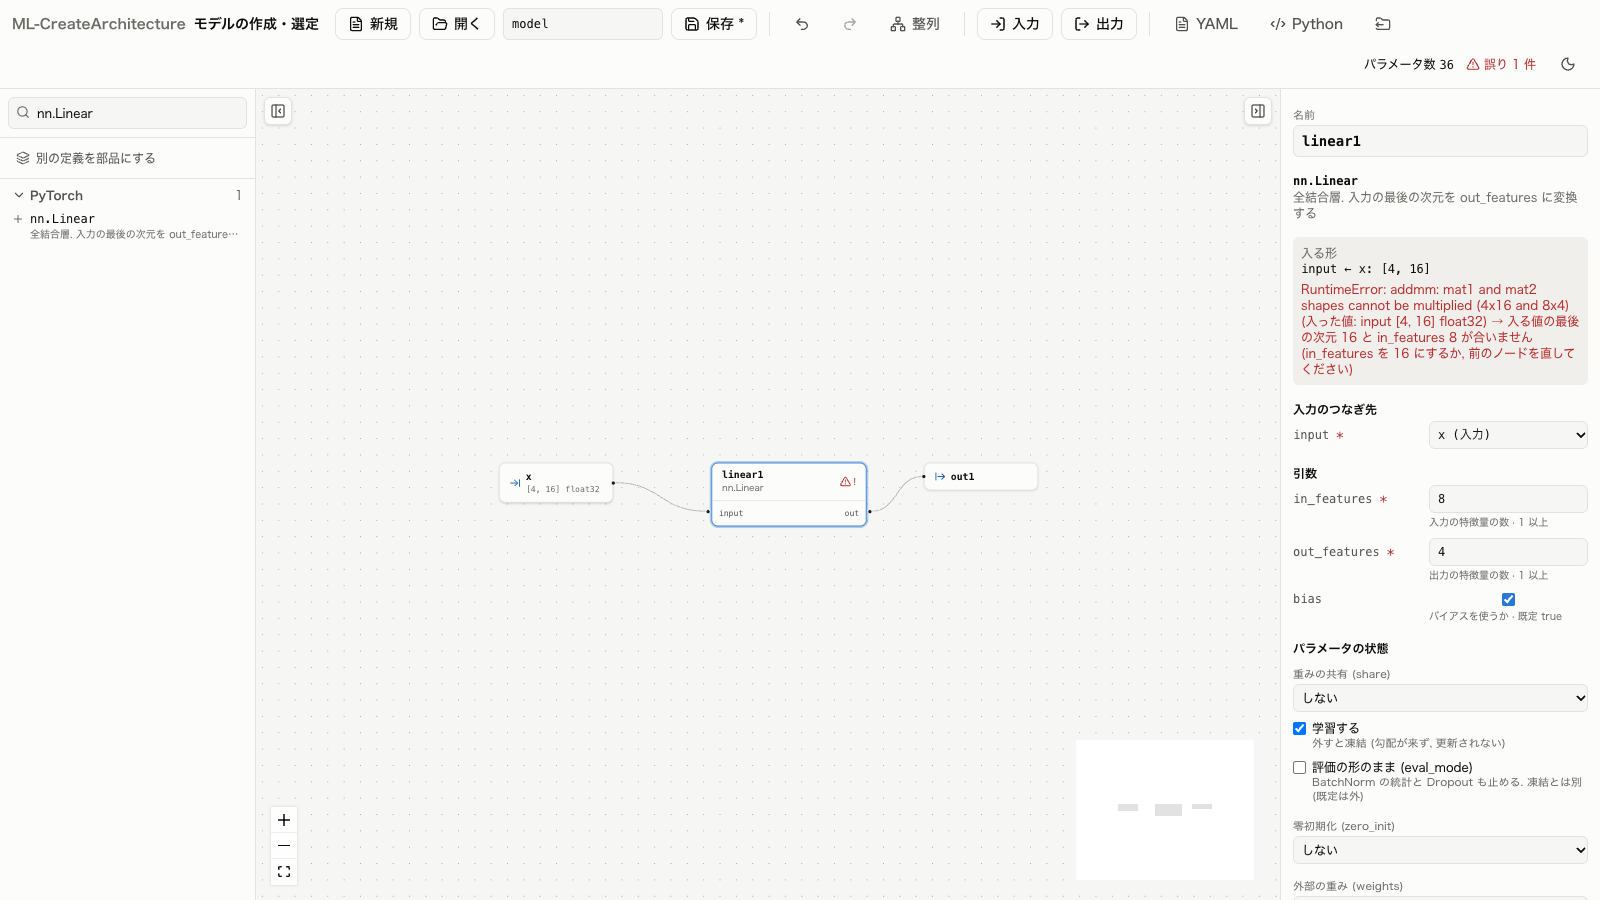 ML-CreateArchitecture モデルの作成・選定 新規 開く model 保存 * 整列 入力 出力 YAML Python
パラメータ数 36 誤り 1 件
nn.Linear
別の定義を部品にする
PyTorch 1
nn.Linear
全結合層. 入力の最後の次元を out_feature…
x
[4, 16] float32
linear1
nn.Linear
!
input out
out1
名前
linear1
nn.Linear
全結合層. 入力の最後の次元を out_features に変換
する
入る形
input ← x: [4, 16]
RuntimeError: addmm: mat1 and mat2
shapes cannot be multiplied (4x16 and 8x4)
(入った値: input [4, 16] float32) → 入る値の最後
の次元 16 と in_features 8 が合いません
(in_features を 16 にするか, 前のノードを直して
ください)
入力のつなぎ先
input * x (入力)
引数
in_features * 8
入力の特徴量の数 · 1 以上
out_features * 4
出力の特徴量の数 · 1 以上
bias
バイアスを使うか · 既定 true
パラメータの状態
重みの共有 (share)
しない
学習する
外すと凍結 (勾配が来ず, 更新されない)
評価の形のまま (eval_mode)
BatchNorm の統計と Dropout も止める. 凍結とは別
(既定は外)
零初期化 (zero_init)
しない
外部の重み (weights)